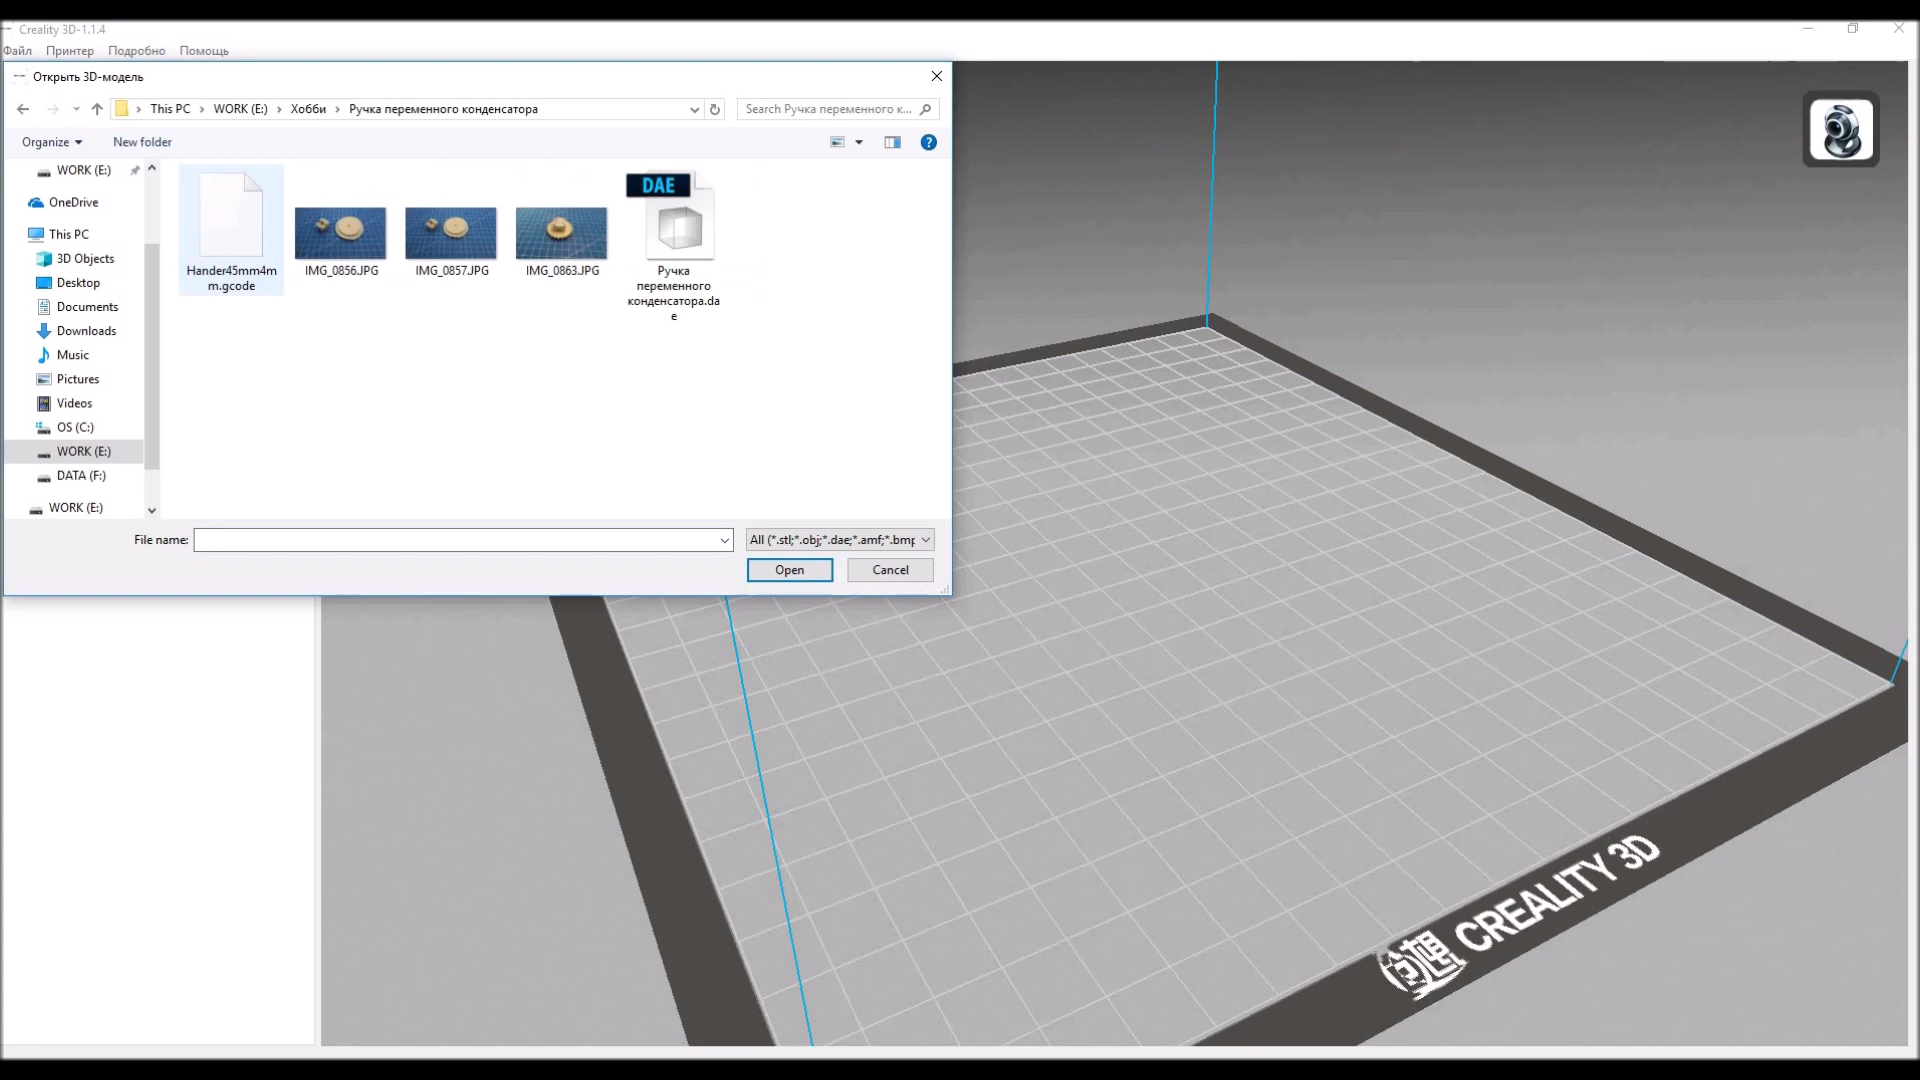 Creality 3D-1.1.4
Файл Принтер Подробно Помощь
Открыть 3D-модель
This PC WORK (E:) Хобби Ручка переменного конденсатора
Search Ручка переменного к...
Organize New folder
WORK (E:)
OneDrive
This PC
3D Objects
Desktop
Documents
Downloads
Music
Pictures
Videos
OS (C:)
WORK (E:)
DATA (F:)
WORK (E:)
Hander45mm4m
m.gcode
IMG_0856.JPG
IMG_0857.JPG
IMG_0863.JPG
DAE
Ручка
переменного
конденсатора.da
e
File name:
All (*.stl;*.obj;*.dae;*.amf;*.bmp
Open Cancel
CREALITY 3D